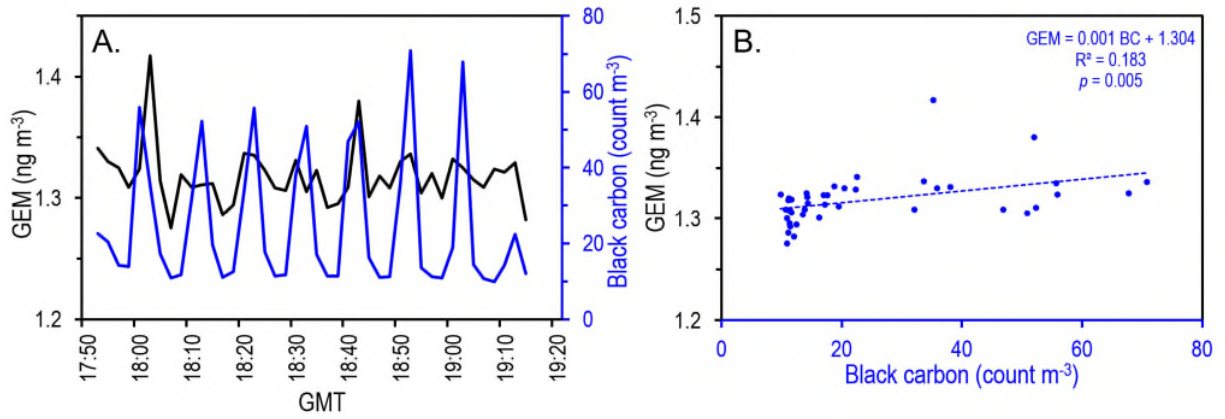 A.
GEM (ng m⁻³)
1.4
1.3
1.2
80
60
40
20
0
Black carbon (count m⁻³)
17:50
18:00
18:10
18:20
18:30
18:40
18:50
19:00
19:10
19:20
GMT
B.
GEM = 0.001 BC + 1.304
R² = 0.183
p = 0.005
GEM (ng m⁻³)
1.5
1.4
1.3
1.2
0
20
40
60
80
Black carbon (count m⁻³)